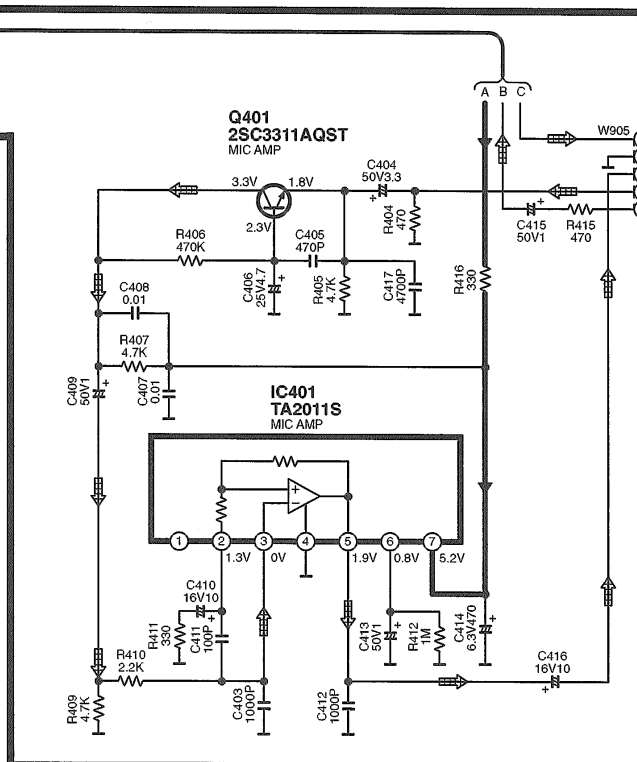 A B C
W905
Q401
2SC3311AQST
MIC AMP
3.3V
1.8V
2.3V
C404
50V3.3
+
R404
470
C415
50V1
+
R415
470
R406
470K
C405
470P
C406
25V4.7
+
R405
4.7K
C417
4700P
R416
330
C408
0.01
R407
4.7K
C409
50V1
+
C407
0.01
IC401
TA2011S
MIC AMP
+
−
1 2 3 4 5 6 7
1.3V
0V
1.9V
0.8V
5.2V
C410
16V10
+
R411
330
C411
100P
C413
50V1
+
R412
1M
C414
6.3V470
+
R410
2.2K
R409
4.7K
C403
1000P
C412
1000P
C416
16V10
+